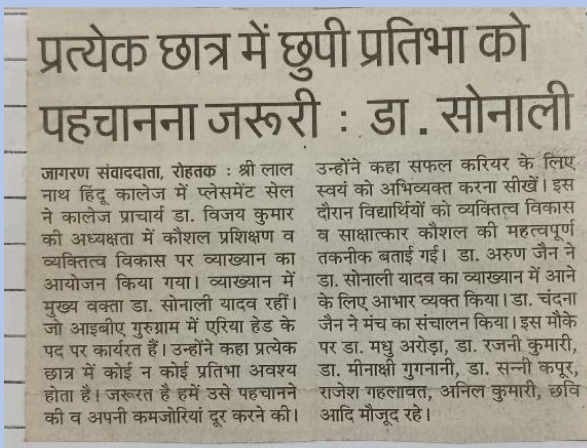 प्रत्येक छात्र में छुपी प्रतिभा को
पहचानना जरूरी : डा. सोनाली
जागरण संवाददाता, रोहतक : श्री लाल
नाथ हिंदू कालेज में प्लेसमेंट सेल
ने कालेज प्राचार्य डा. विजय कुमार
की अध्यक्षता में कौशल प्रशिक्षण व
व्यक्तित्व विकास पर व्याख्यान का
आयोजन किया गया। व्याख्यान में
मुख्य वक्ता डा. सोनाली यादव रहीं।
जो आइबीए गुरुग्राम में एरिया हेड के
पद पर कार्यरत हैं। उन्होंने कहा प्रत्येक
छात्र में कोई न कोई प्रतिभा अवश्य
होता है। जरूरत है हमें उसे पहचानने
की व अपनी कमजोरियां दूर करने की।
उन्होंने कहा सफल करियर के लिए
स्वयं को अभिव्यक्त करना सीखें। इस
दौरान विद्यार्थियों को व्यक्तित्व विकास
व साक्षात्कार कौशल की महत्वपूर्ण
तकनीक बताई गई। डा. अरुण जैन ने
डा. सोनाली यादव का व्याख्यान में आने
के लिए आभार व्यक्त किया। डा. चंदना
जैन ने मंच का संचालन किया। इस मौके
पर डा. मधु अरोड़ा, डा. रजनी कुमारी,
डा. मीनाक्षी गुगनानी, डा. सन्नी कपूर,
राजेश गहलावत, अनिल कुमारी, छवि
आदि मौजूद रहे।